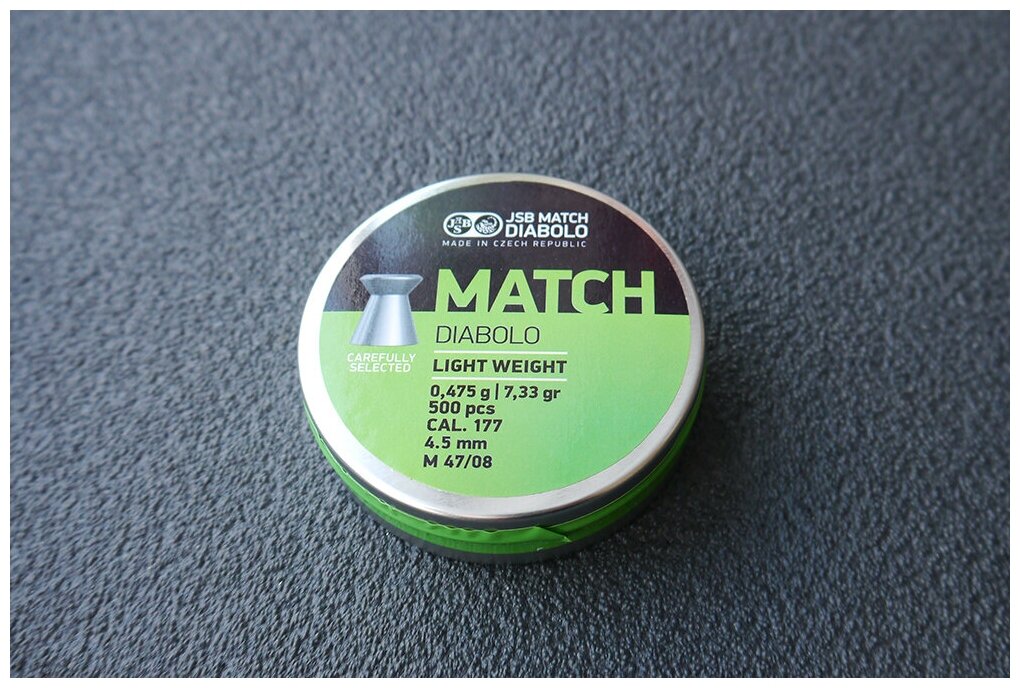 JSB
JSB MATCH
DIABOLO
MADE IN CZECH REPUBLIC
MATCH
DIABOLO
CAREFULLY
SELECTED
LIGHT WEIGHT
0,475 g | 7,33 gr
500 pcs
CAL. 177
4.5 mm
M 47/08